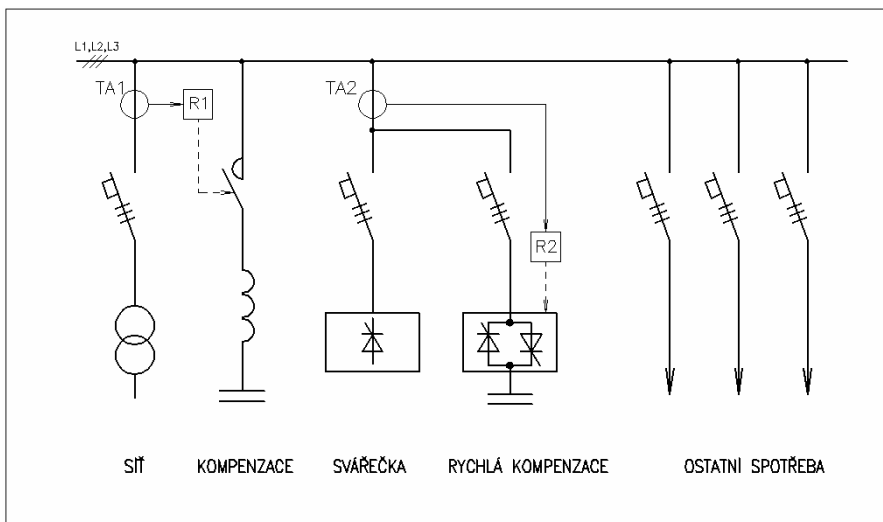 L1,L2,L3
TA1
R1
TA2
R2
SÍŤ
KOMPENZACE
SVÁŘEČKA
RYCHLÁ KOMPENZACE
OSTATNÍ SPOTŘEBA